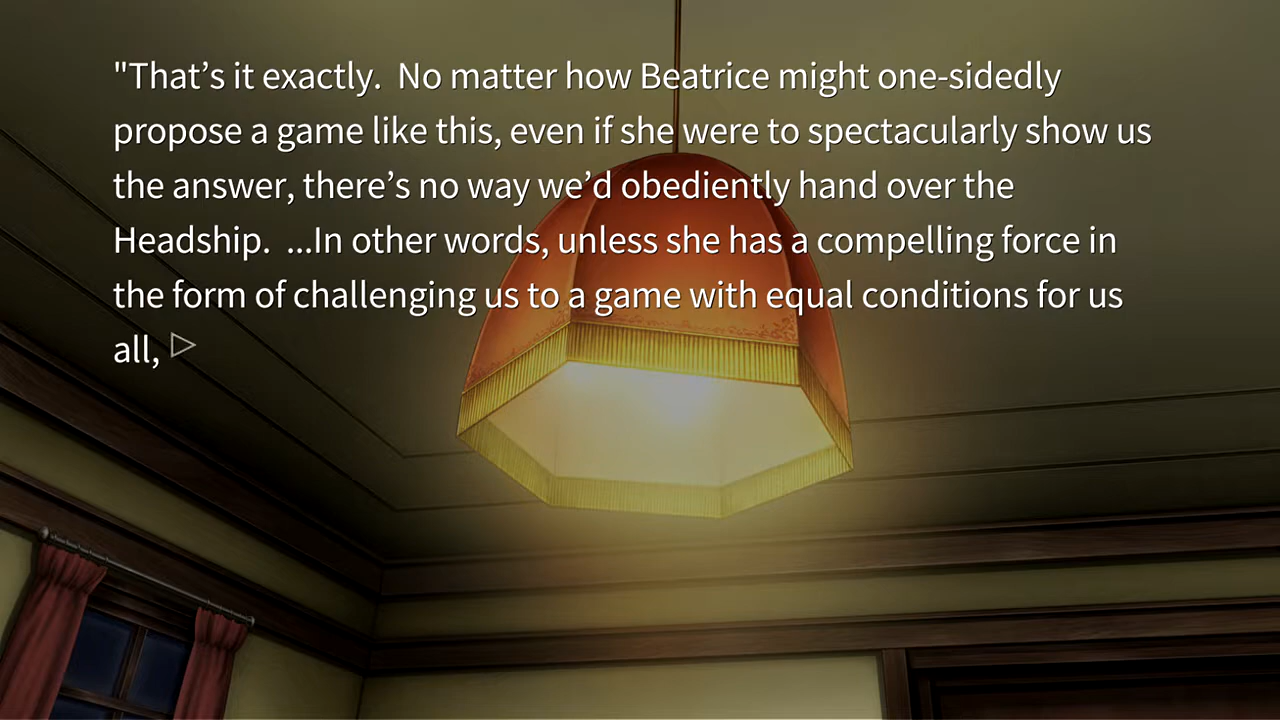 "That’s it exactly.  No matter how Beatrice might one-sidedly
propose a game like this, even if she were to spectacularly show us
the answer, there’s no way we’d obediently hand over the
Headship.  ...In other words, unless she has a compelling force in
the form of challenging us to a game with equal conditions for us
all,